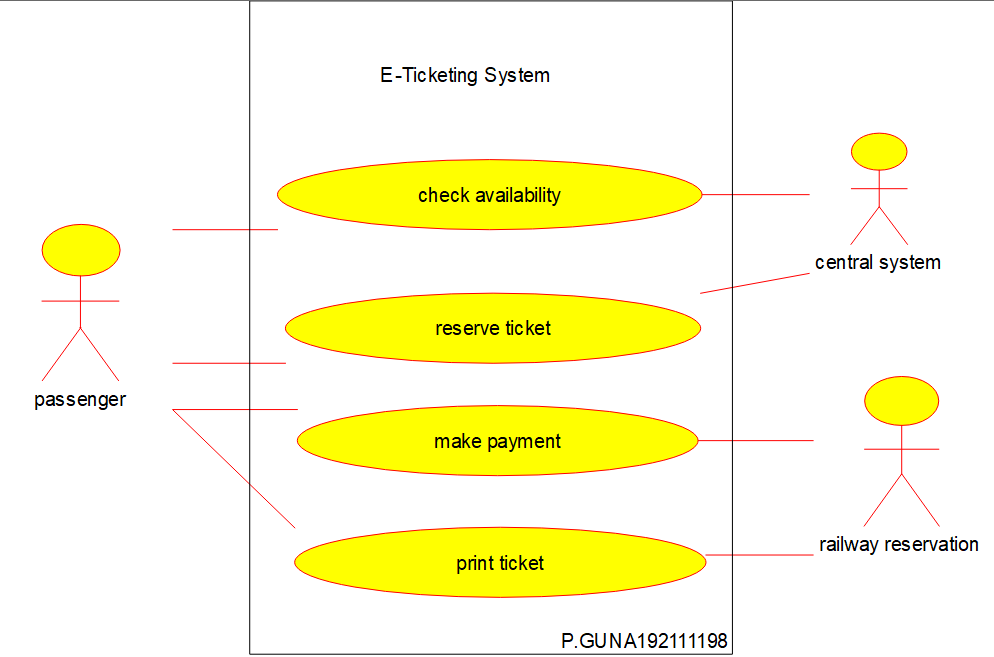 E-Ticketing System
check availability
central system
reserve ticket
passenger
make payment
railway reservation
print ticket
P.GUNA192111198